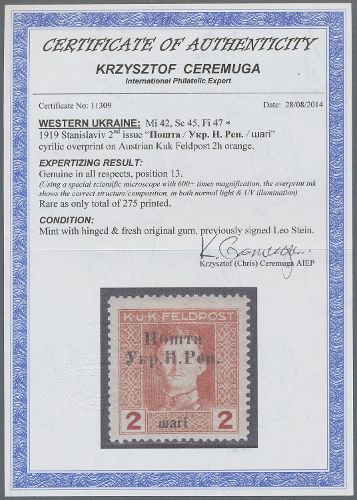 CERTIFICATE OF AUTHENTICITY
KRZYSZTOF CEREMUGA
International Philatelic Expert
Certificate No: 11309 Date: 28/08/2014
WESTERN UKRAINE: Mi 42, Sc 45, Fi 47 *
1919 Stanislaviv 2nd issue "Пошта / Укр. Н. Реп. / шагі"
cyrilic overprint on Austrian Kuk Feldpost 2h orange.
EXPERTIZING RESULT:
Genuine in all respects, position 13.
(Using a special scientific microscope with 600+ times magnification, the overprint ink
shows the correct structure/composition, in both normal light & UV illumination)
Rare as only total of 275 printed.
CONDITION:
Mint with hinged & fresh original gum, previously signed Leo Stein.
K. Ceremuga
Krzysztof (Chris) Ceremuga AIEP
K.U.K. FELDPOST
Пошта
Укр. Н. Реп.
2 шагі 2